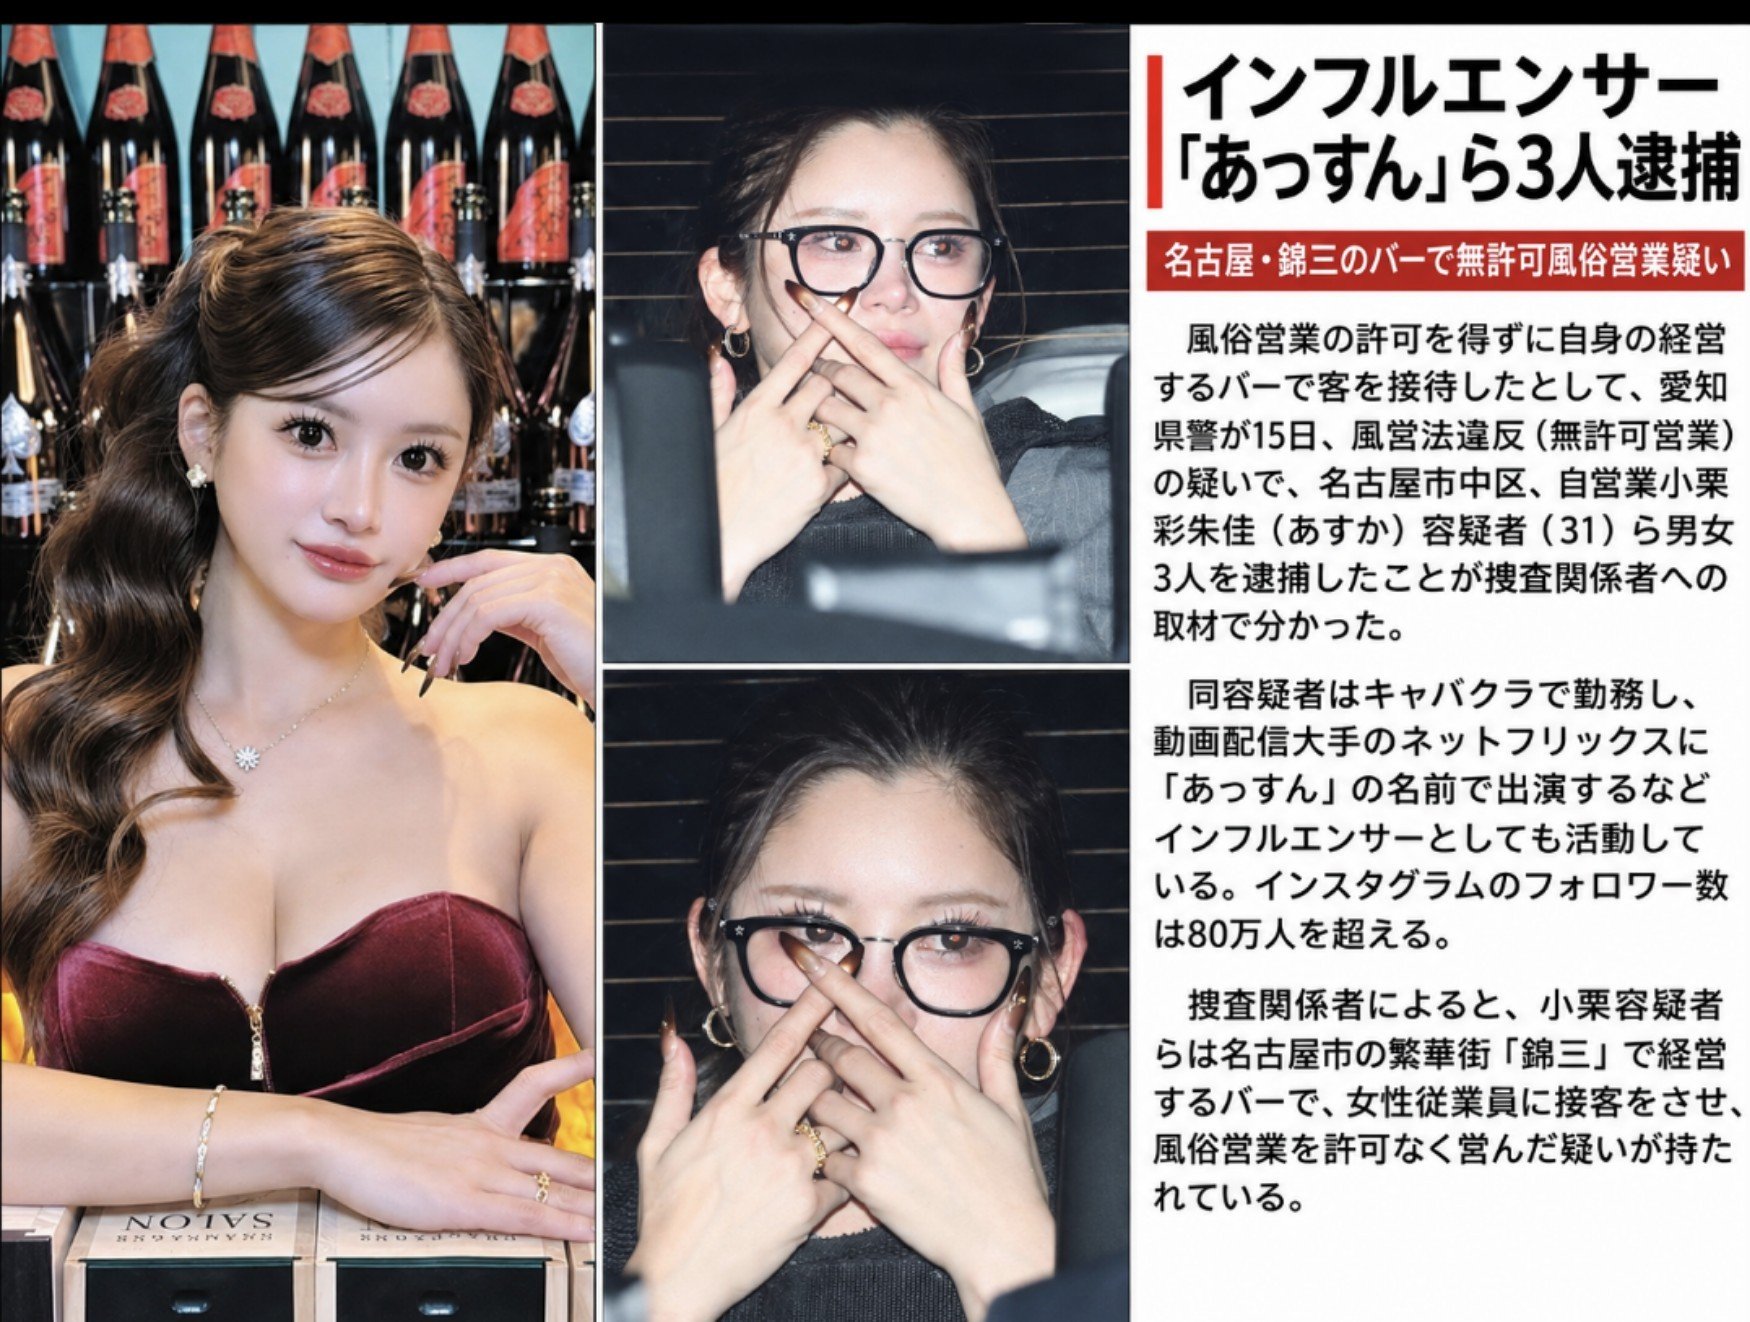 インフルエンサー
「あっすん」ら3人逮捕
名古屋・錦三のバーで無許可風俗営業疑い
風俗営業の許可を得ずに自身の経営
するバーで客を接待したとして、愛知
県警が15日、風営法違反（無許可営業）
の疑いで、名古屋市中区、自営業小栗
彩朱佳（あすか）容疑者（31）ら男女
3人を逮捕したことが捜査関係者への
取材で分かった。
同容疑者はキャバクラで勤務し、
動画配信大手のネットフリックスに
「あっすん」の名前で出演するなど
インフルエンサーとしても活動して
いる。インスタグラムのフォロワー数
は80万人を超える。
捜査関係者によると、小栗容疑者
らは名古屋市の繁華街「錦三」で経営
するバーで、女性従業員に接客をさせ、
風俗営業を許可なく営んだ疑いが持た
れている。
SALON